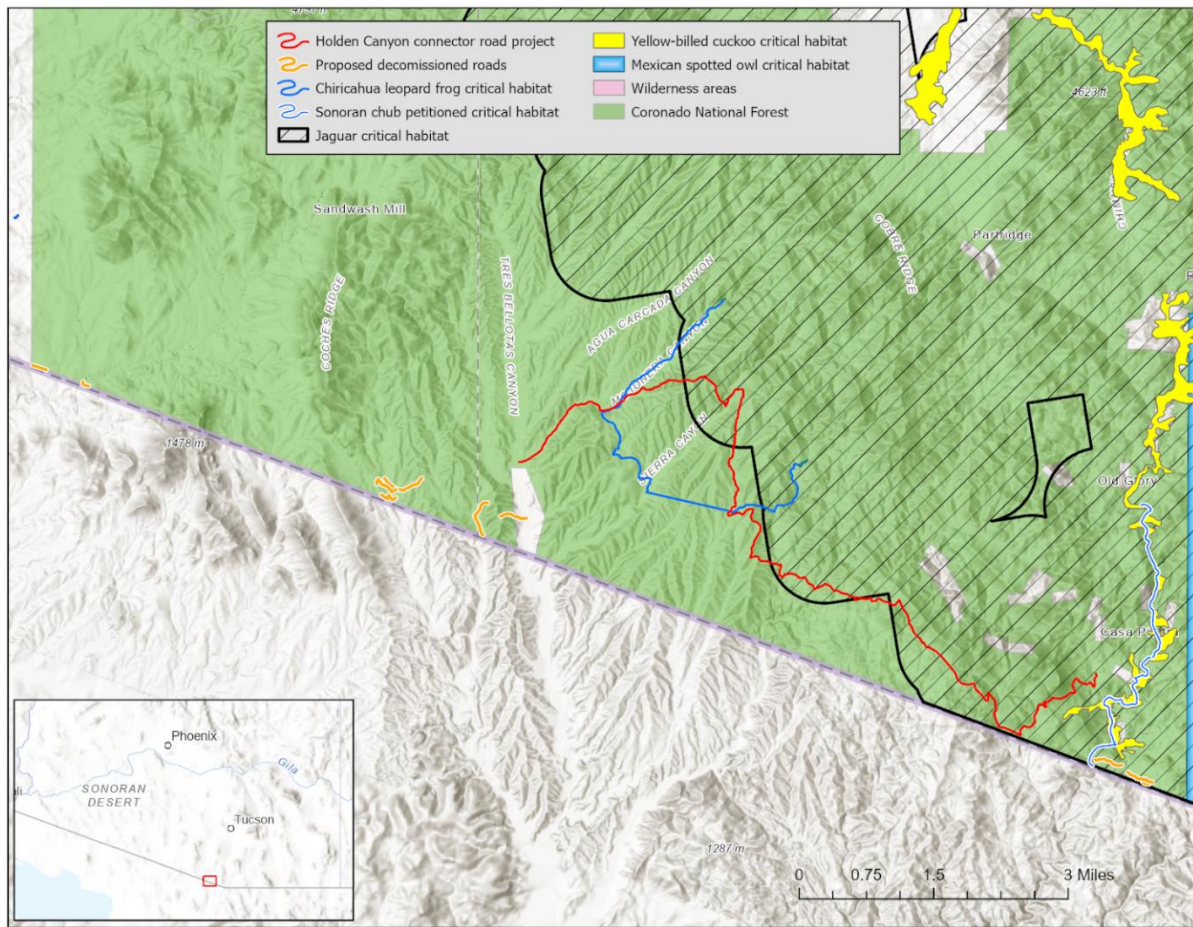 Holden Canyon connector road project
Proposed decomissioned roads
Chiricahua leopard frog critical habitat
Sonoran chub petitioned critical habitat
Jaguar critical habitat
Yellow-billed cuckoo critical habitat
Mexican spotted owl critical habitat
Wilderness areas
Coronado National Forest
4623 ft
Sandwash Mill
COCHES RIDGE
TRES BELLOTAS CANYON
AGUA CARCADA CANYON
COBRE RIDGE
Partridge
1478 m
Old Glory
Casa
1287 m
Phoenix
Gila
SONORAN
DESERT
Tucson
0 0.75 1.5 3 Miles